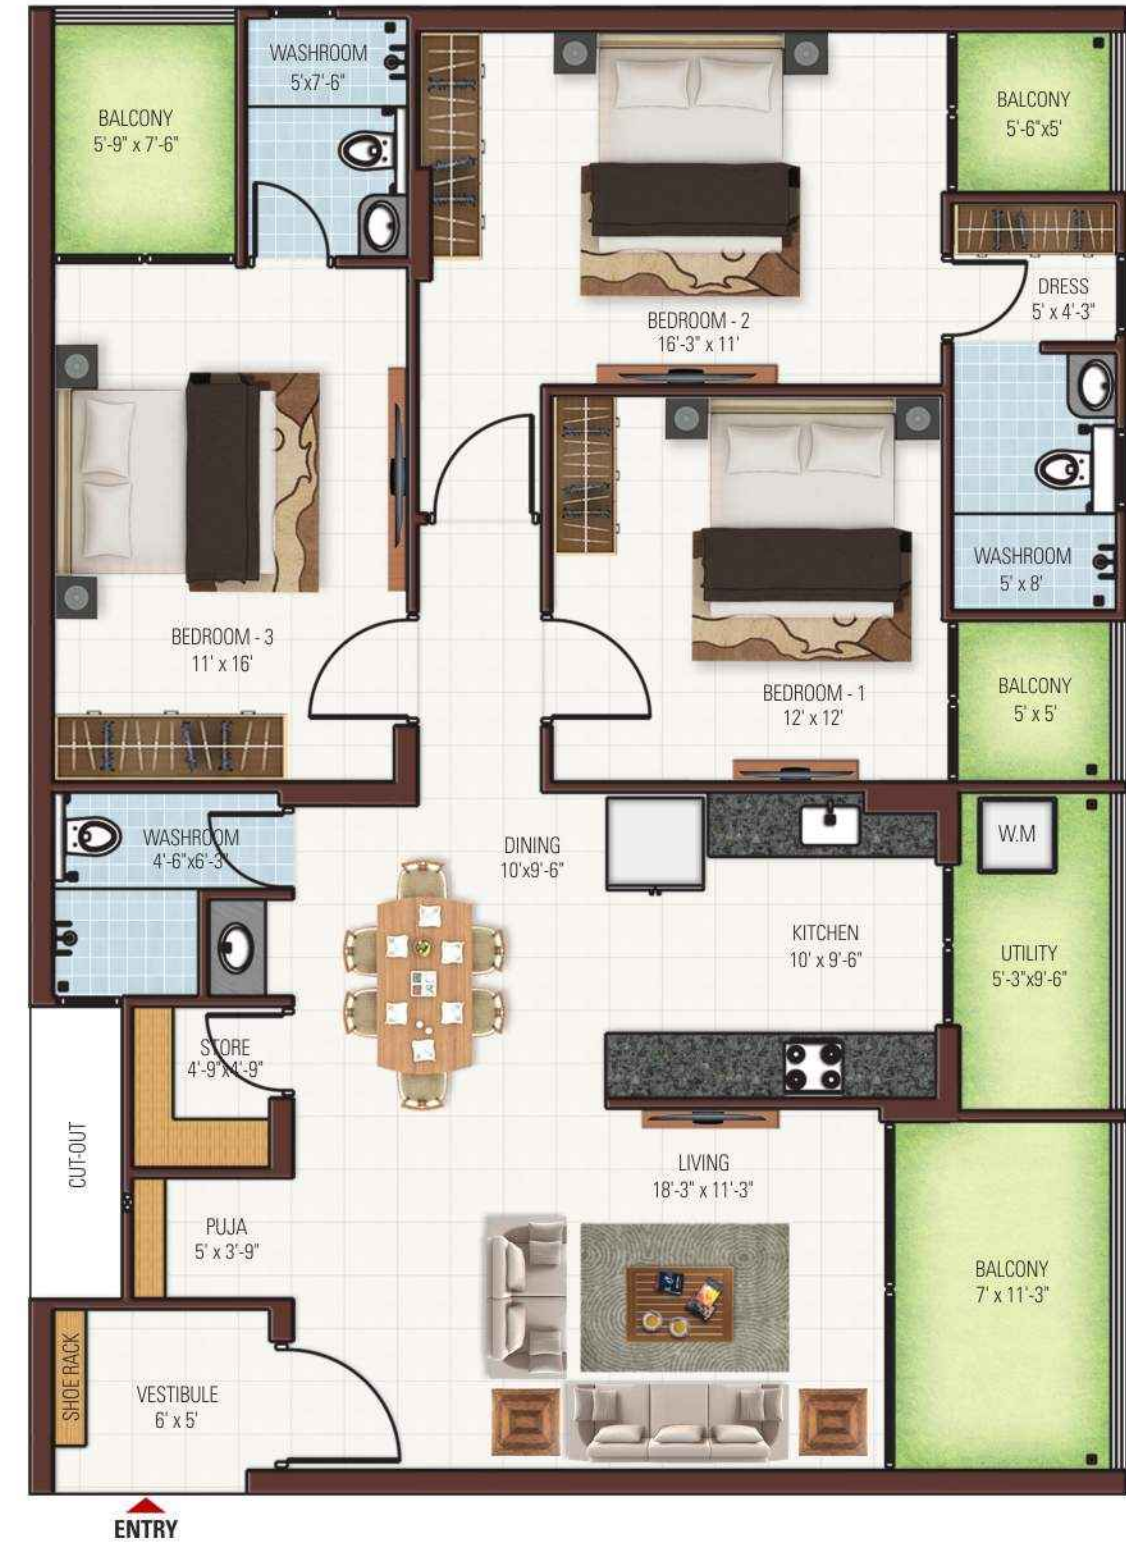 WASHROOM
5'x7'-6"
BALCONY
5'-9" x 7'-6"
BALCONY
5'-6"x5'
DRESS
5' x 4'-3"
BEDROOM - 2
16'-3" x 11'
WASHROOM
5' x 8'
BEDROOM - 3
11' x 16'
BEDROOM - 1
12' x 12'
BALCONY
5' x 5'
WASHROOM
4'-6"x6'-3"
DINING
10'x9'-6"
W.M
KITCHEN
10' x 9'-6"
UTILITY
5'-3"x9'-6"
STORE
4'-9"x4'-9"
CUT-OUT
LIVING
18'-3" x 11'-3"
PUJA
5' x 3'-9"
BALCONY
7' x 11'-3"
SHOE RACK
VESTIBULE
6' x 5'
ENTRY